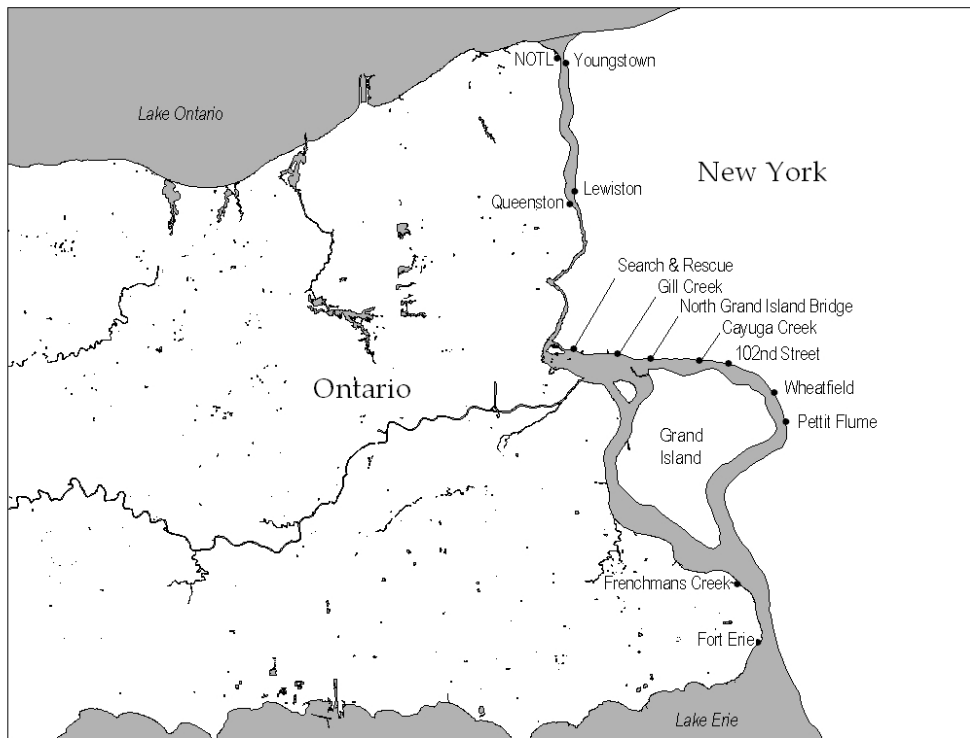 NOTL
Youngstown
Lake Ontario
New York
Lewiston
Queenston
Search & Rescue
Gill Creek
North Grand Island Bridge
Cayuga Creek
102nd Street
Ontario
Wheatfield
Pettit Flume
Grand
Island
Frenchmans Creek
Fort Erie
Lake Erie